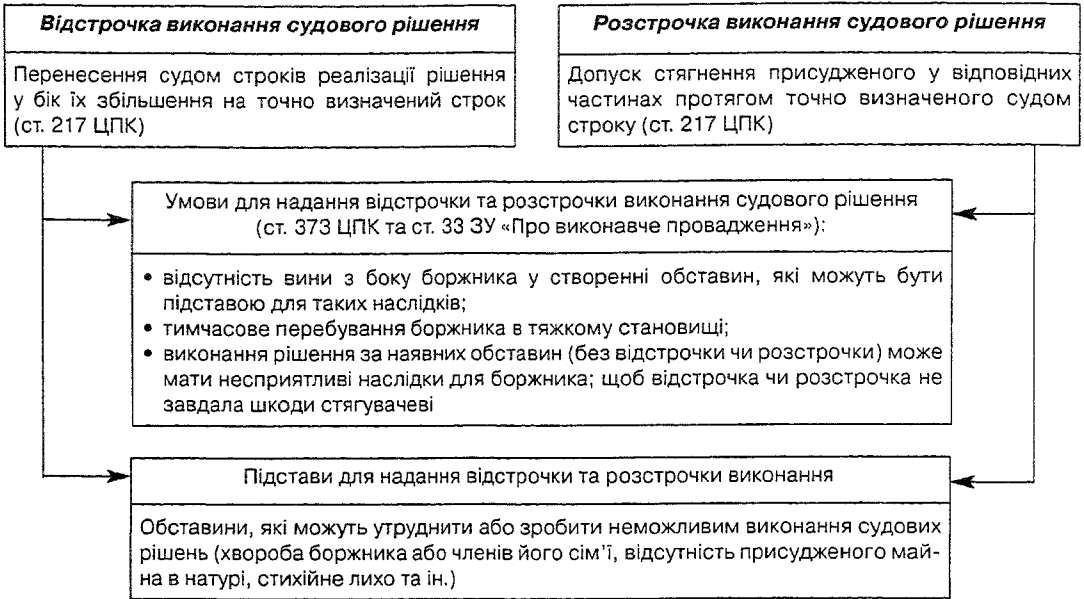 Відстрочка виконання судового рішення
Перенесення судом строків реалізації рішення
у бік їх збільшення на точно визначений строк
(ст. 217 ЦПК)
Розстрочка виконання судового рішення
Допуск стягнення присудженого у відповідних
частинах протягом точно визначеного судом
строку (ст. 217 ЦПК)
Умови для надання відстрочки та розстрочки виконання судового рішення
(ст. 373 ЦПК та ст. 33 ЗУ «Про виконавче провадження»):
• відсутність вини з боку боржника у створенні обставин, які можуть бути
підставою для таких наслідків;
• тимчасове перебування боржника в тяжкому становищі;
• виконання рішення за наявних обставин (без відстрочки чи розстрочки) може
мати несприятливі наслідки для боржника; щоб відстрочка чи розстрочка не
завдала шкоди стягувачеві
Підстави для надання відстрочки та розстрочки виконання
Обставини, які можуть утруднити або зробити неможливим виконання судових
рішень (хвороба боржника або членів його сім’ї, відсутність присудженого май-
на в натурі, стихійне лихо та ін.)